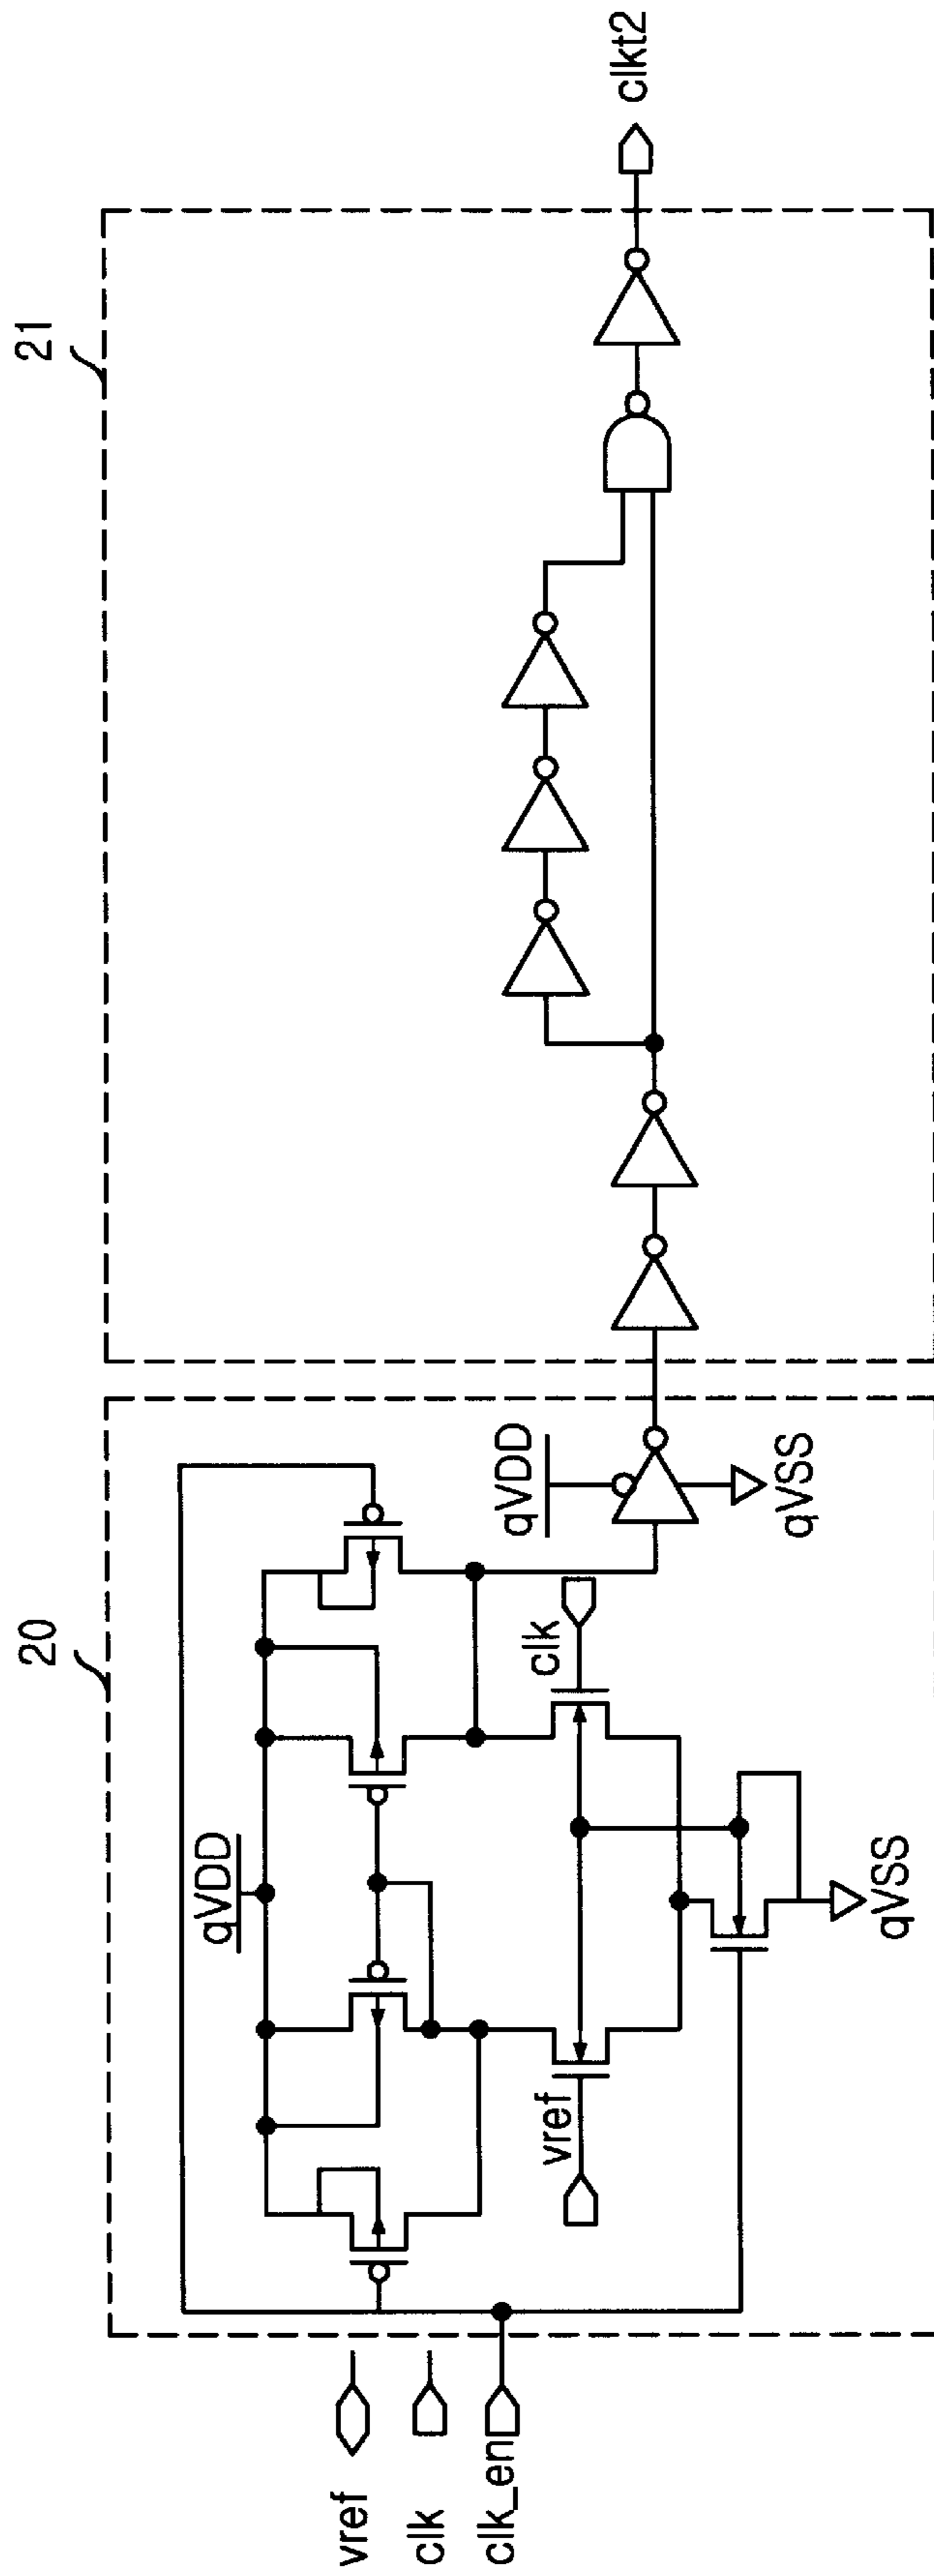 20
21
qVDD
vref
clk
qVDD
qVSS
qVSS
vref
clk
clk_en
clkt2